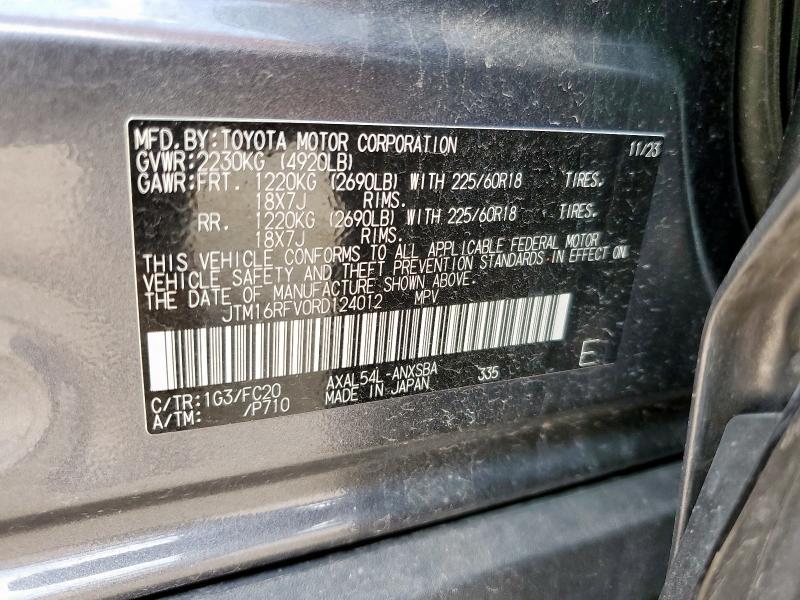 MFD.BY:TOYOTA MOTOR CORPORATION 11/23
GVWR:2230KG (4920LB)
GAWR:FRT. 1220KG (2690LB) WITH 225/60R18 TIRES.
18X7J RIMS.
RR. 1220KG (2690LB) WITH 225/60R18 TIRES.
18X7J RIMS.
THIS VEHICLE CONFORMS TO ALL APPLICABLE FEDERAL MOTOR
VEHICLE SAFETY AND THEFT PREVENTION STANDARDS IN EFFECT ON
THE DATE OF MANUFACTURE SHOWN ABOVE.
JTM16RFV0RD124012 MPV
C/TR:1G3/FC20 AXAL54L-ANXSBA 335 E
A/TM: /P710 MADE IN JAPAN